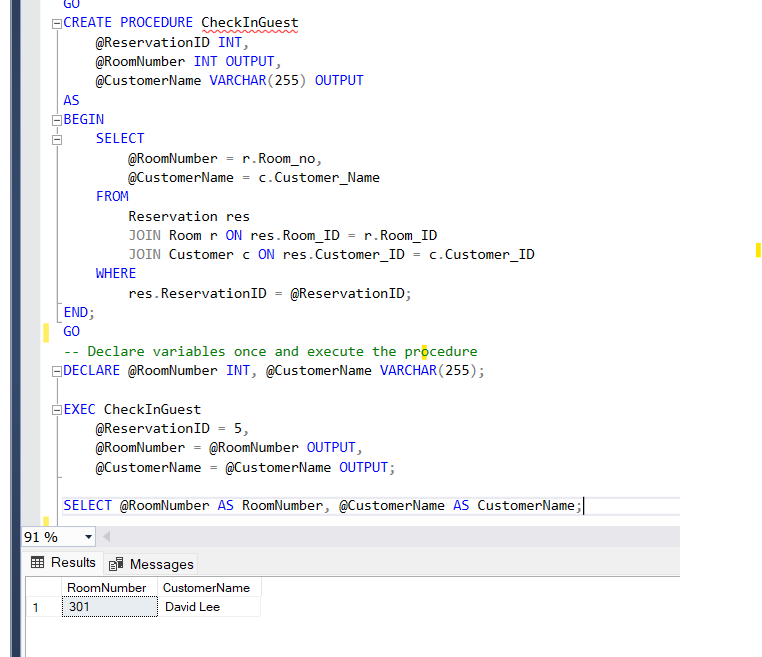 GO
CREATE PROCEDURE CheckInGuest
@ReservationID INT,
@RoomNumber INT OUTPUT,
@CustomerName VARCHAR(255) OUTPUT
AS
BEGIN
SELECT
@RoomNumber = r.Room_no,
@CustomerName = c.Customer_Name
FROM
Reservation res
JOIN Room r ON res.Room_ID = r.Room_ID
JOIN Customer c ON res.Customer_ID = c.Customer_ID
WHERE
res.ReservationID = @ReservationID;
END;
GO
-- Declare variables once and execute the procedure
DECLARE @RoomNumber INT, @CustomerName VARCHAR(255);
EXEC CheckInGuest
@ReservationID = 5,
@RoomNumber = @RoomNumber OUTPUT,
@CustomerName = @CustomerName OUTPUT;
SELECT @RoomNumber AS RoomNumber, @CustomerName AS CustomerName;
91 %
Results Messages
RoomNumber CustomerName
1 301 David Lee